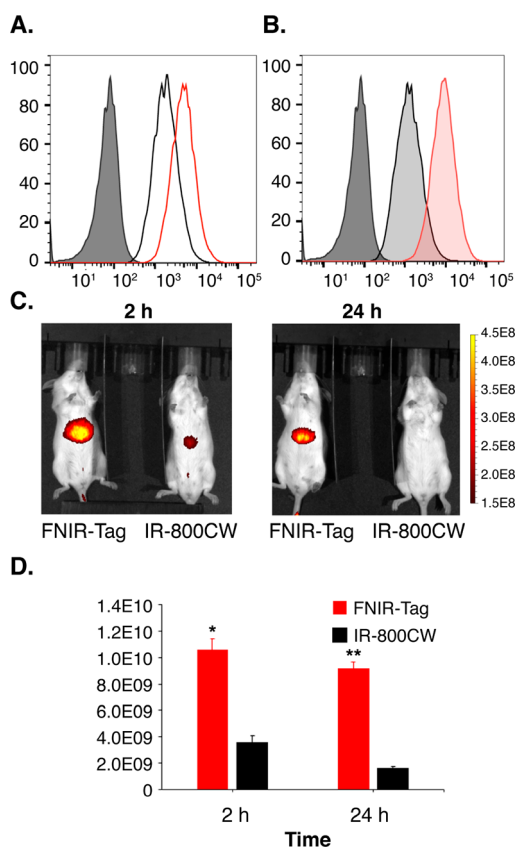 A. B.
100 100
80 80
60 60
40 40
20 20
0 0
10¹ 10² 10³ 10⁴ 10⁵ 10¹ 10² 10³ 10⁴ 10⁵
C.
2 h 24 h
4.5E8
4.0E8
3.5E8
3.0E8
2.5E8
2.0E8
1.5E8
FNIR-Tag IR-800CW FNIR-Tag IR-800CW
D.
1.4E10
1.2E10
1.0E10
8.0E09
6.0E09
4.0E09
2.0E09
0
FNIR-Tag
IR-800CW
* **
2 h 24 h
Time